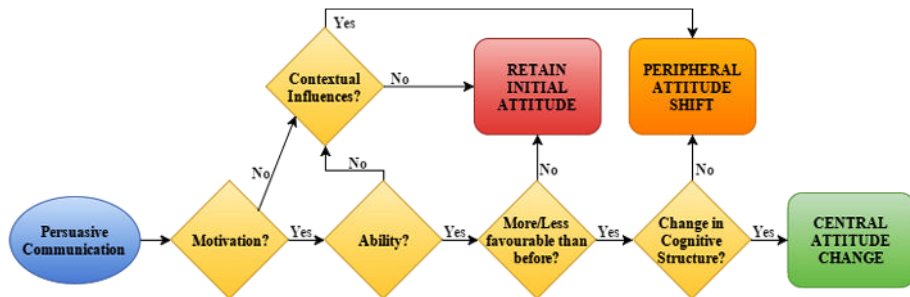 Yes
Contextual
Influences?
No
RETAIN
INITIAL
ATTITUDE
PERIPHERAL
ATTITUDE
SHIFT
No
No
No
No
Persuasive
Communication
Motivation?
Yes
Ability?
Yes
More/Less
favourable than
before?
Yes
Change in
Cognitive
Structure?
Yes
CENTRAL
ATTITUDE
CHANGE